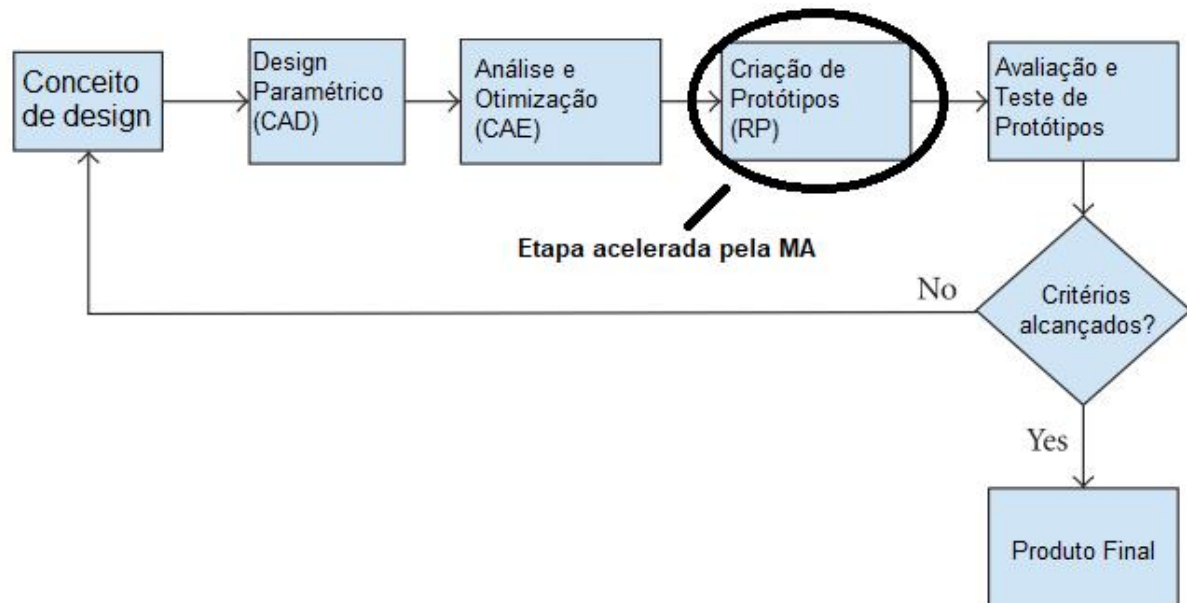 Conceito
de design
Design
Paramétrico
(CAD)
Análise e
Otimização
(CAE)
Criação de
Protótipos
(RP)
Avaliação e
Teste de
Protótipos
Etapa acelerada pela MA
No
Critérios
alcançados?
Yes
Produto Final